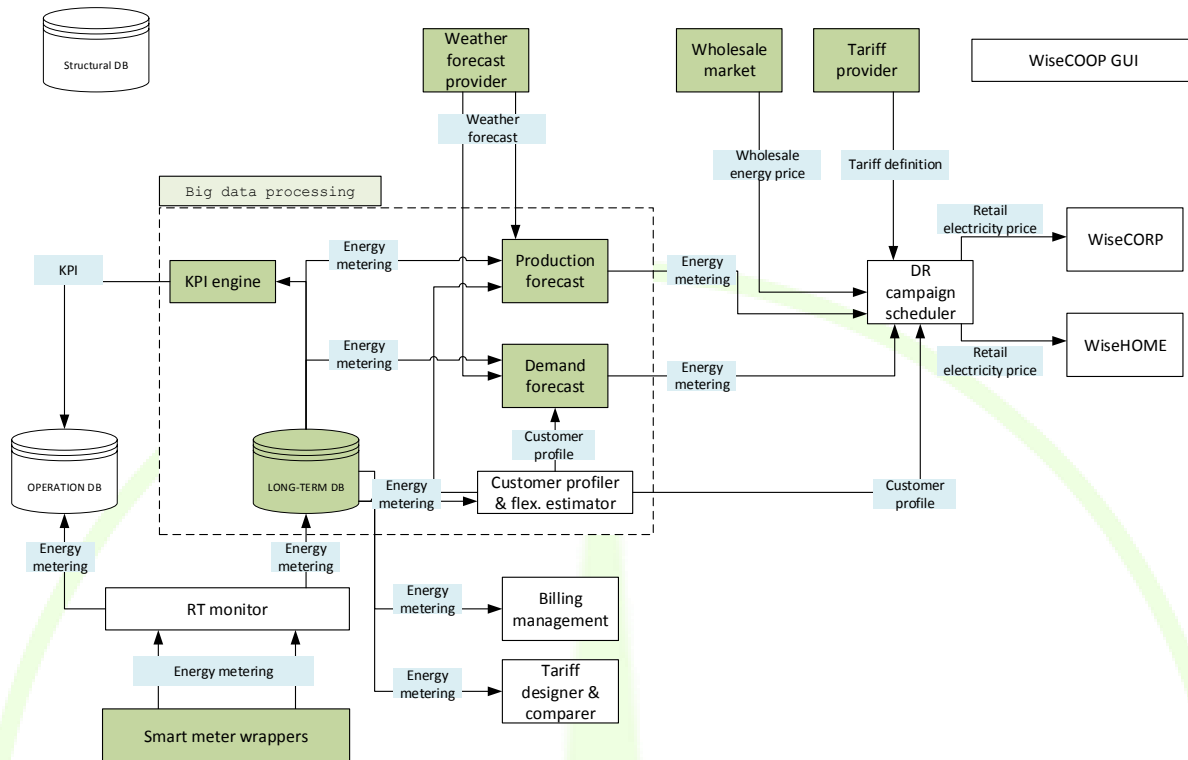 Structural DB
Weather
forecast
provider
Wholesale
market
Tariff
provider
WiseCOOP GUI
Weather
forecast
Wholesale
energy price
Tariff definition
Big data processing
Retail
electricity price
KPI
KPI engine
Energy
metering
Production
forecast
Energy
metering
DR
campaign
scheduler
WiseCORP
Energy
metering
Demand
forecast
Energy
metering
Retail
electricity price
WiseHOME
OPERATION DB
LONG-TERM DB
Customer
profile
Energy
metering
Customer profiler
& flex. estimator
Customer
profile
Energy
metering
Energy
metering
RT monitor
Energy
metering
Billing
management
Energy metering
Energy
metering
Tariff
designer &
comparer
Smart meter wrappers